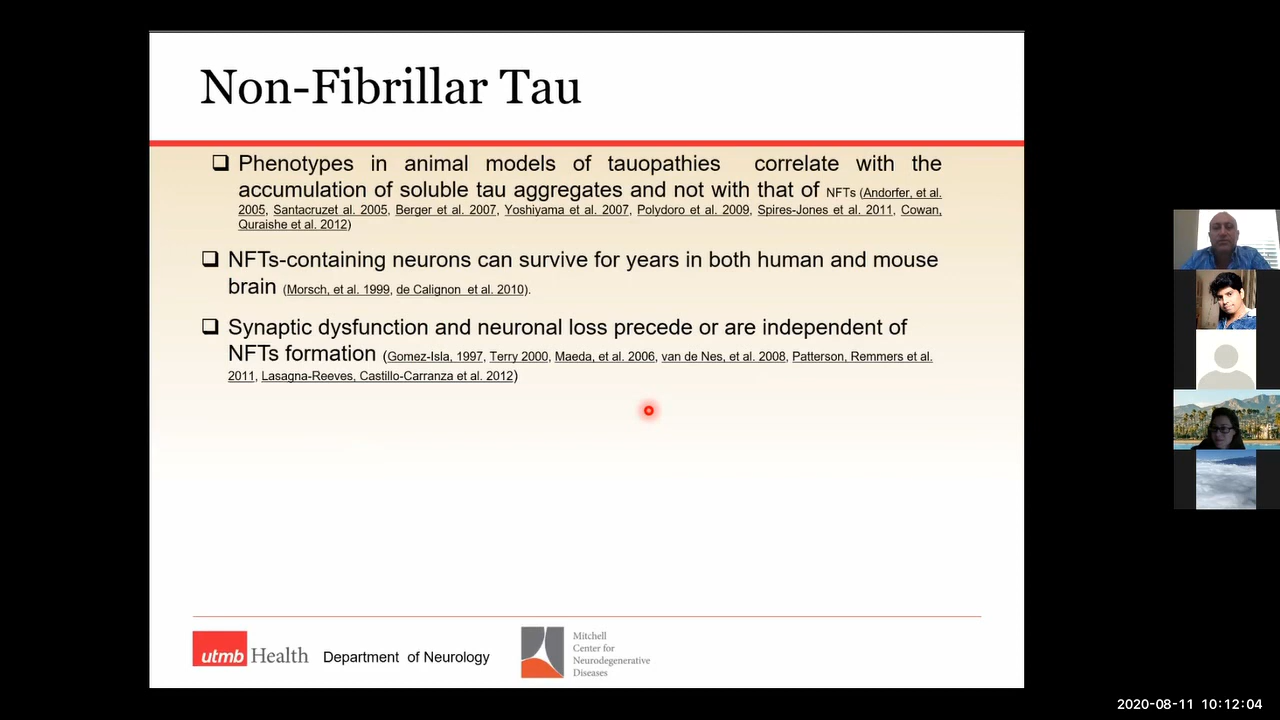 Non-Fibrillar Tau
Phenotypes in animal models of tauopathies correlate with the
accumulation of soluble tau aggregates and not with that of NFTs (Andorfer, et al.
2005, Santacruzet al. 2005, Berger et al. 2007, Yoshiyama et al. 2007, Polydoro et al. 2009, Spires-Jones et al. 2011, Cowan,
Quraishe et al. 2012)
NFTs-containing neurons can survive for years in both human and mouse
brain (Morsch, et al. 1999, de Calignon et al. 2010).
Synaptic dysfunction and neuronal loss precede or are independent of
NFTs formation (Gomez-Isla, 1997, Terry 2000, Maeda, et al. 2006, van de Nes, et al. 2008, Patterson, Remmers et al.
2011, Lasagna-Reeves, Castillo-Carranza et al. 2012)
utmb Health Department of Neurology
Mitchell
Center for
Neurodegenerative
Diseases
2020-08-11 10:12:04